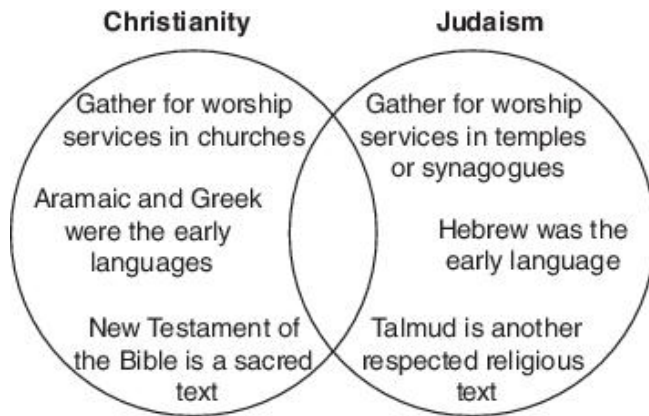 Christianity
Judaism
Gather for worship
services in churches
Aramaic and Greek
were the early
languages
New Testament of
the Bible is a sacred
text
Gather for worship
services in temples
or synagogues
Hebrew was the
early language
Talmud is another
respected religious
text